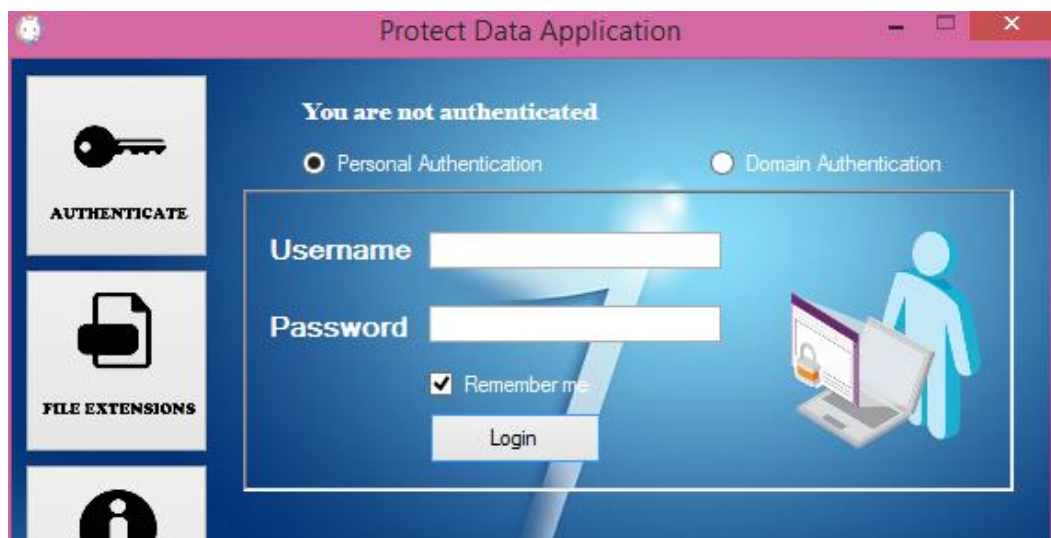 Protect Data Application
You are not authenticated
Personal Authentication
Domain Authentication
AUTHENTICATE
Username
Password
Remember me
FILE EXTENSIONS
Login